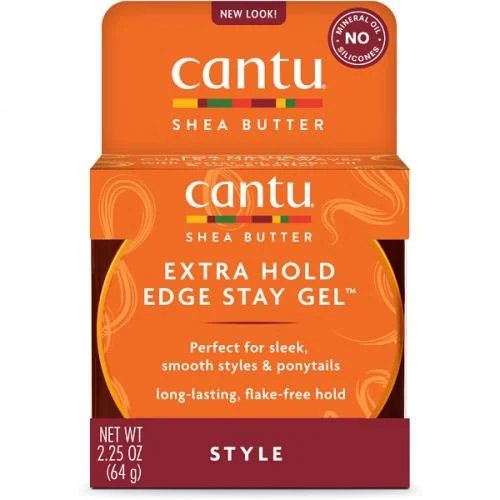 NEW LOOK!
MINERAL OIL
NO
SILICONES
cantu®
SHEA BUTTER
cantu®
SHEA BUTTER
EXTRA HOLD
EDGE STAY GEL™
Perfect for sleek,
smooth styles & ponytails
long-lasting, flake-free hold
NET WT
2.25 OZ
(64 g)
STYLE